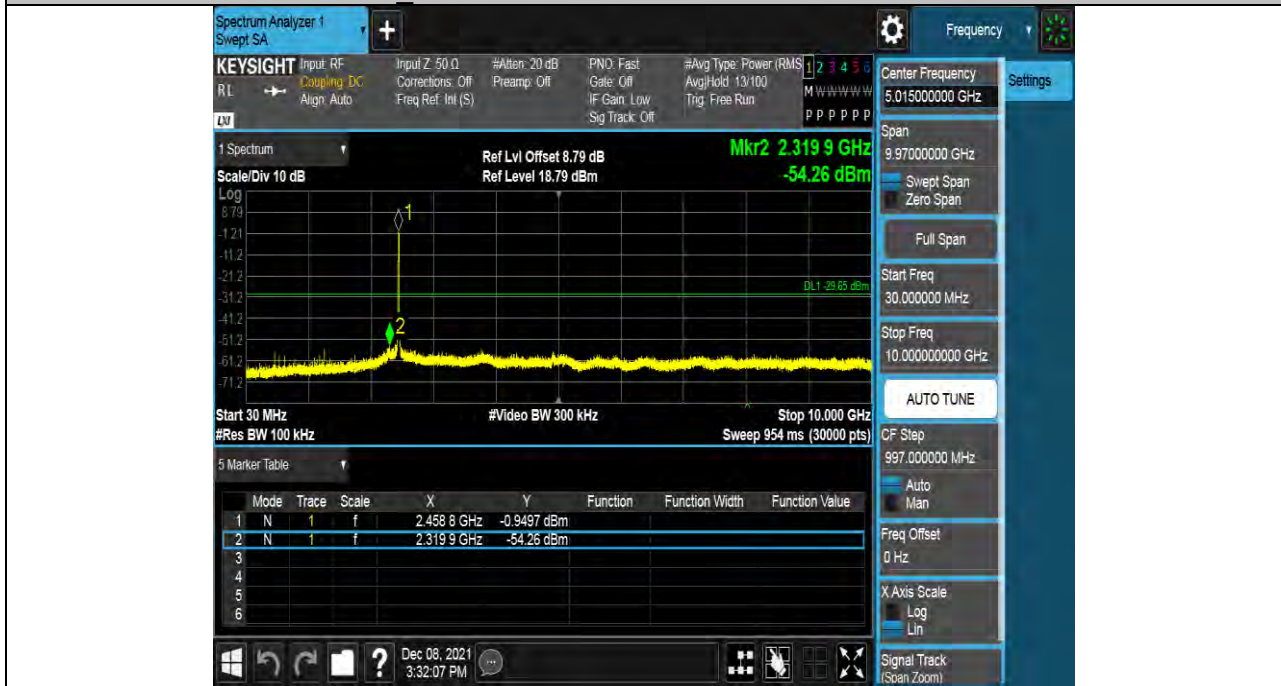 Spectrum Analyzer 1
Swept SA
+
Frequency
KEYSIGHT
RL
LXI
Input: RF
Coupling: DC
Align: Auto
Input Z: 50 Ω
Corrections: Off
Freq Ref: Int (S)
#Atten: 20 dB
Preamp: Off
PNO: Fast
Gate: Off
IF Gain: Low
Sig Track: Off
#Avg Type: Power (RMS
Avg|Hold: 13/100
Trig: Free Run
1 2 3 4 5 6
M W W W W W
P P P P P P
1 Spectrum
Scale/Div 10 dB
Ref Lvl Offset 8.79 dB
Ref Level 18.79 dBm
Mkr2 2.319 9 GHz
-54.26 dBm
Log
8.79
-1.21
-11.2
-21.2
-31.2
-41.2
-51.2
-61.2
-71.2
1
2
DL1 -29.65 dBm
Start 30 MHz
#Res BW 100 kHz
#Video BW 300 kHz
Stop 10.000 GHz
Sweep 954 ms (30000 pts)
5 Marker Table
Mode Trace Scale X Y Function Function Width Function Value
1 N 1 f 2.458 8 GHz -0.9497 dBm
2 N 1 f 2.319 9 GHz -54.26 dBm
3
4
5
6
?
Dec 08, 2021
3:32:07 PM
Center Frequency
5.015000000 GHz
Settings
Span
9.97000000 GHz
Swept Span
Zero Span
Full Span
Start Freq
30.000000 MHz
Stop Freq
10.000000000 GHz
AUTO TUNE
CF Step
997.000000 MHz
Auto
Man
Freq Offset
0 Hz
X Axis Scale
Log
Lin
Signal Track
(Span Zoom)